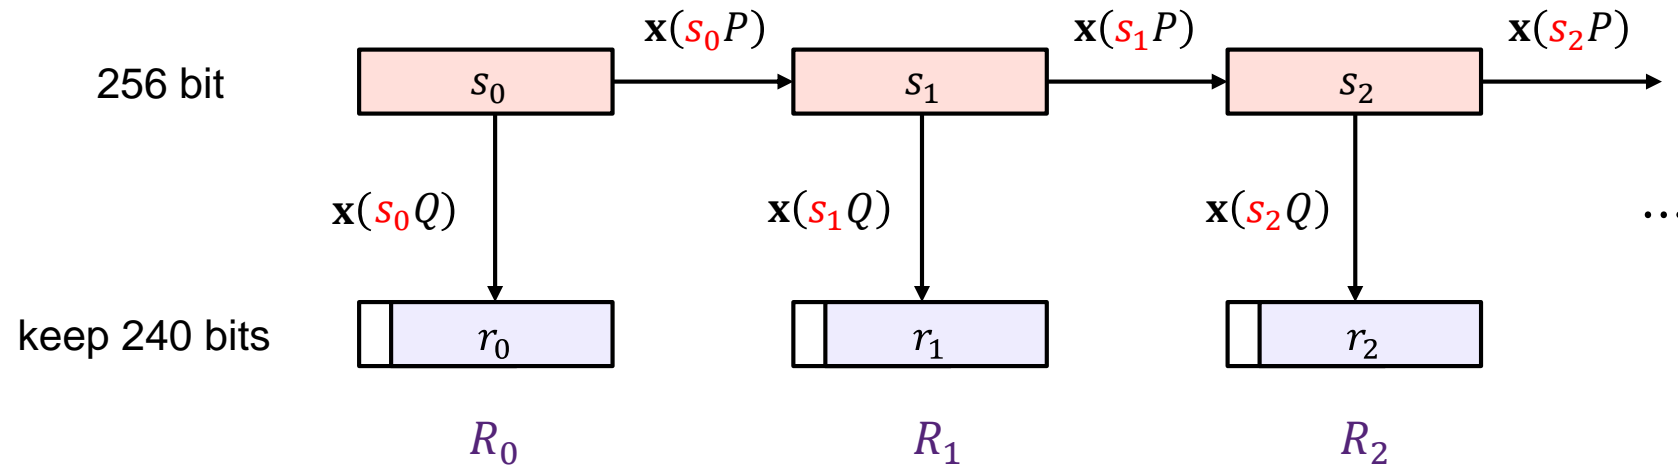 𝐱(s₀P) 𝐱(s₁P) 𝐱(s₂P)
256 bit s₀ s₁ s₂
𝐱(s₀Q) 𝐱(s₁Q) 𝐱(s₂Q) …
keep 240 bits r₀ r₁ r₂
R₀ R₁ R₂